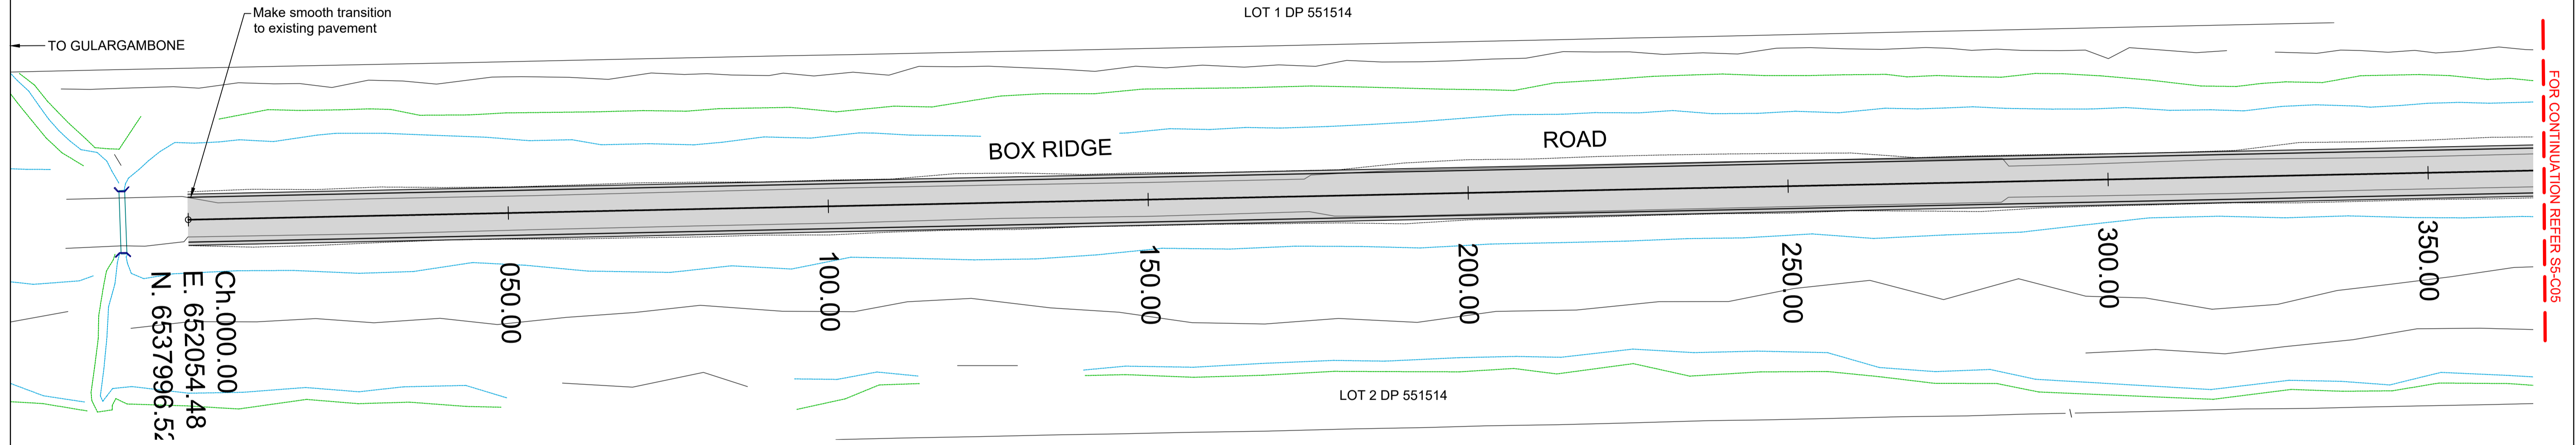 Make smooth transition
to existing pavement
LOT 1 DP 551514
TO GULARGAMBONE
BOX RIDGE
ROAD
FOR CONTINUATION REFER S5-C05
Ch.000.00
E. 652054.48
N. 6537996.52
050.00
100.00
150.00
200.00
250.00
300.00
350.00
LOT 2 DP 551514